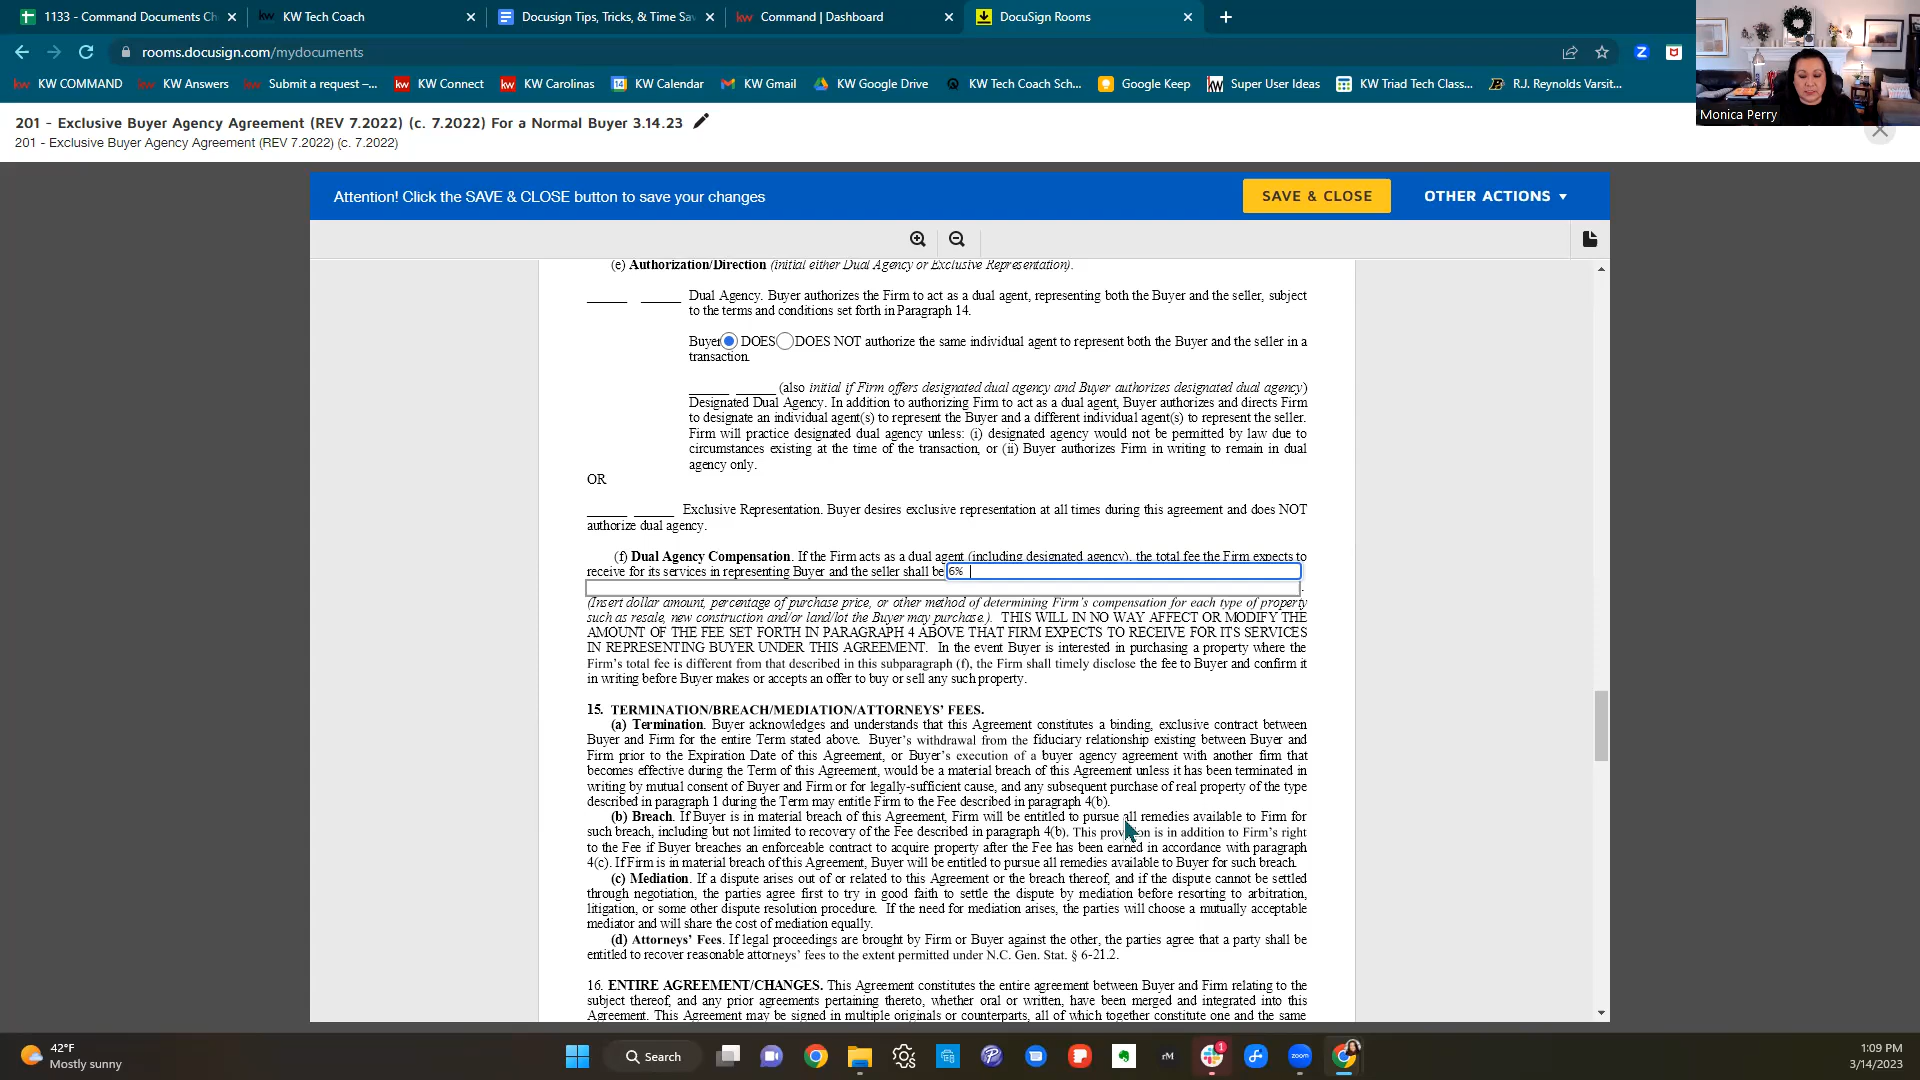 1133 - Command Documents Ch
KW Tech Coach
Docusign Tips, Tricks, & Time Sa
Command | Dashboard
DocuSign Rooms
rooms.docusign.com/mydocuments
KW COMMAND
KW Answers
Submit a request –...
KW Connect
KW Carolinas
KW Calendar
KW Gmail
KW Google Drive
KW Tech Coach Sch...
Google Keep
Super User Ideas
KW Triad Tech Class...
R.J. Reynolds Varsit...
Monica Perry
201 - Exclusive Buyer Agency Agreement (REV 7.2022) (c. 7.2022) For a Normal Buyer 3.14.23
201 - Exclusive Buyer Agency Agreement (REV 7.2022) (c. 7.2022)
Attention! Click the SAVE & CLOSE button to save your changes
SAVE & CLOSE
OTHER ACTIONS
(e) Authorization/Direction (initial either Dual Agency or Exclusive Representation).
______ ______ Dual Agency. Buyer authorizes the Firm to act as a dual agent, representing both the Buyer and the seller, subject
to the terms and conditions set forth in Paragraph 14.
Buyer DOES DOES NOT authorize the same individual agent to represent both the Buyer and the seller in a
transaction.
______ ______ (also initial if Firm offers designated dual agency and Buyer authorizes designated dual agency)
Designated Dual Agency. In addition to authorizing Firm to act as a dual agent, Buyer authorizes and directs Firm
to designate an individual agent(s) to represent the Buyer and a different individual agent(s) to represent the seller.
Firm will practice designated dual agency unless: (i) designated agency would not be permitted by law due to
circumstances existing at the time of the transaction, or (ii) Buyer authorizes Firm in writing to remain in dual
agency only.
OR
______ ______ Exclusive Representation. Buyer desires exclusive representation at all times during this agreement and does NOT
authorize dual agency.
(f) Dual Agency Compensation. If the Firm acts as a dual agent (including designated agency), the total fee the Firm expects to
receive for its services in representing Buyer and the seller shall be 6%
.
(Insert dollar amount, percentage of purchase price, or other method of determining Firm's compensation for each type of property
such as resale, new construction and/or land/lot the Buyer may purchase.). THIS WILL IN NO WAY AFFECT OR MODIFY THE
AMOUNT OF THE FEE SET FORTH IN PARAGRAPH 4 ABOVE THAT FIRM EXPECTS TO RECEIVE FOR ITS SERVICES
IN REPRESENTING BUYER UNDER THIS AGREEMENT. In the event Buyer is interested in purchasing a property where the
Firm's total fee is different from that described in this subparagraph (f), the Firm shall timely disclose the fee to Buyer and confirm it
in writing before Buyer makes or accepts an offer to buy or sell any such property.
15. TERMINATION/BREACH/MEDIATION/ATTORNEYS' FEES.
(a) Termination. Buyer acknowledges and understands that this Agreement constitutes a binding, exclusive contract between
Buyer and Firm for the entire Term stated above. Buyer's withdrawal from the fiduciary relationship existing between Buyer and
Firm prior to the Expiration Date of this Agreement, or Buyer's execution of a buyer agency agreement with another firm that
becomes effective during the Term of this Agreement, would be a material breach of this Agreement unless it has been terminated in
writing by mutual consent of Buyer and Firm or for legally-sufficient cause, and any subsequent purchase of real property of the type
described in paragraph 1 during the Term may entitle Firm to the Fee described in paragraph 4(b).
(b) Breach. If Buyer is in material breach of this Agreement, Firm will be entitled to pursue all remedies available to Firm for
such breach, including but not limited to recovery of the Fee described in paragraph 4(b). This provision is in addition to Firm's right
to the Fee if Buyer breaches an enforceable contract to acquire property after the Fee has been earned in accordance with paragraph
4(c). If Firm is in material breach of this Agreement, Buyer will be entitled to pursue all remedies available to Buyer for such breach.
(c) Mediation. If a dispute arises out of or related to this Agreement or the breach thereof, and if the dispute cannot be settled
through negotiation, the parties agree first to try in good faith to settle the dispute by mediation before resorting to arbitration,
litigation, or some other dispute resolution procedure. If the need for mediation arises, the parties will choose a mutually acceptable
mediator and will share the cost of mediation equally.
(d) Attorneys' Fees. If legal proceedings are brought by Firm or Buyer against the other, the parties agree that a party shall be
entitled to recover reasonable attorneys' fees to the extent permitted under N.C. Gen. Stat. § 6-21.2.
16. ENTIRE AGREEMENT/CHANGES. This Agreement constitutes the entire agreement between Buyer and Firm relating to the
subject thereof, and any prior agreements pertaining thereto, whether oral or written, have been merged and integrated into this
Agreement. This Agreement may be signed in multiple originals or counterparts, all of which together constitute one and the same
42°F
Mostly sunny
Search
rM
1
zoom
1:09 PM
3/14/2023